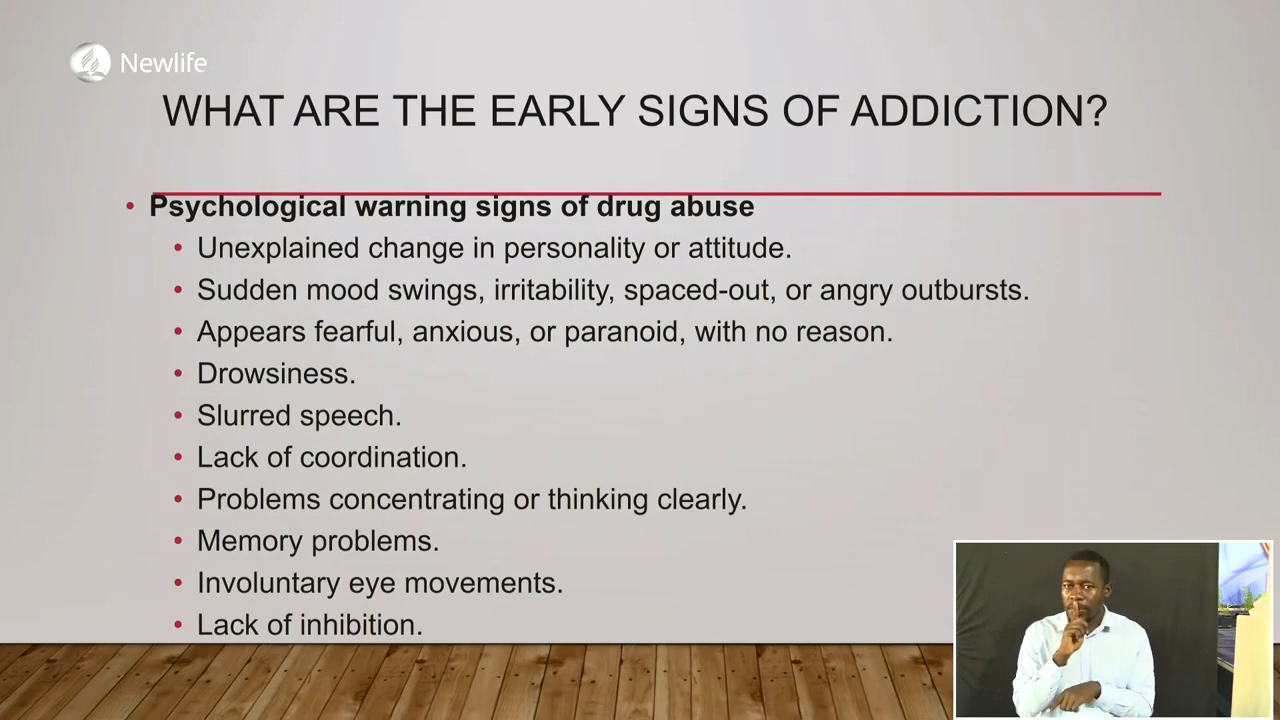 Newlife
WHAT ARE THE EARLY SIGNS OF ADDICTION?
• Psychological warning signs of drug abuse
• Unexplained change in personality or attitude.
• Sudden mood swings, irritability, spaced-out, or angry outbursts.
• Appears fearful, anxious, or paranoid, with no reason.
• Drowsiness.
• Slurred speech.
• Lack of coordination.
• Problems concentrating or thinking clearly.
• Memory problems.
• Involuntary eye movements.
• Lack of inhibition.